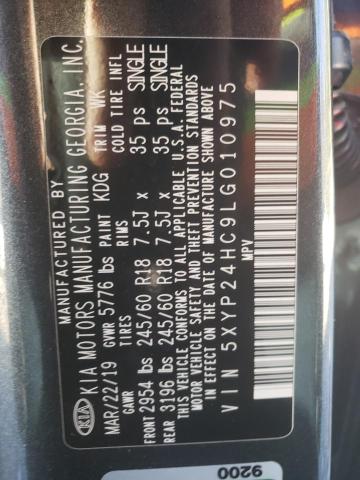 MANUFACTURED BY
KIA KIA MOTORS MANUFACTURING GEORGIA, INC.
MAR/22/19 GVWR 5776 lbs PAINT KDG TRIM WK
GAWR TIRES RIMS COLD TIRE INFL
FRONT 2954 lbs 245/60 R18 7.5J x 35 ps SINGLE
REAR 3196 lbs 245/60 R18 7.5J x 35 ps SINGLE
THIS VEHICLE CONFORMS TO ALL APPLICABLE U.S.A. FEDERAL
MOTOR VEHICLE SAFETY AND THEFT PREVENTION STANDARDS
IN EFFECT ON THE DATE OF MANUFACTURE SHOWN ABOVE
VIN 5XYP24HC9LG010975
MPV
9200